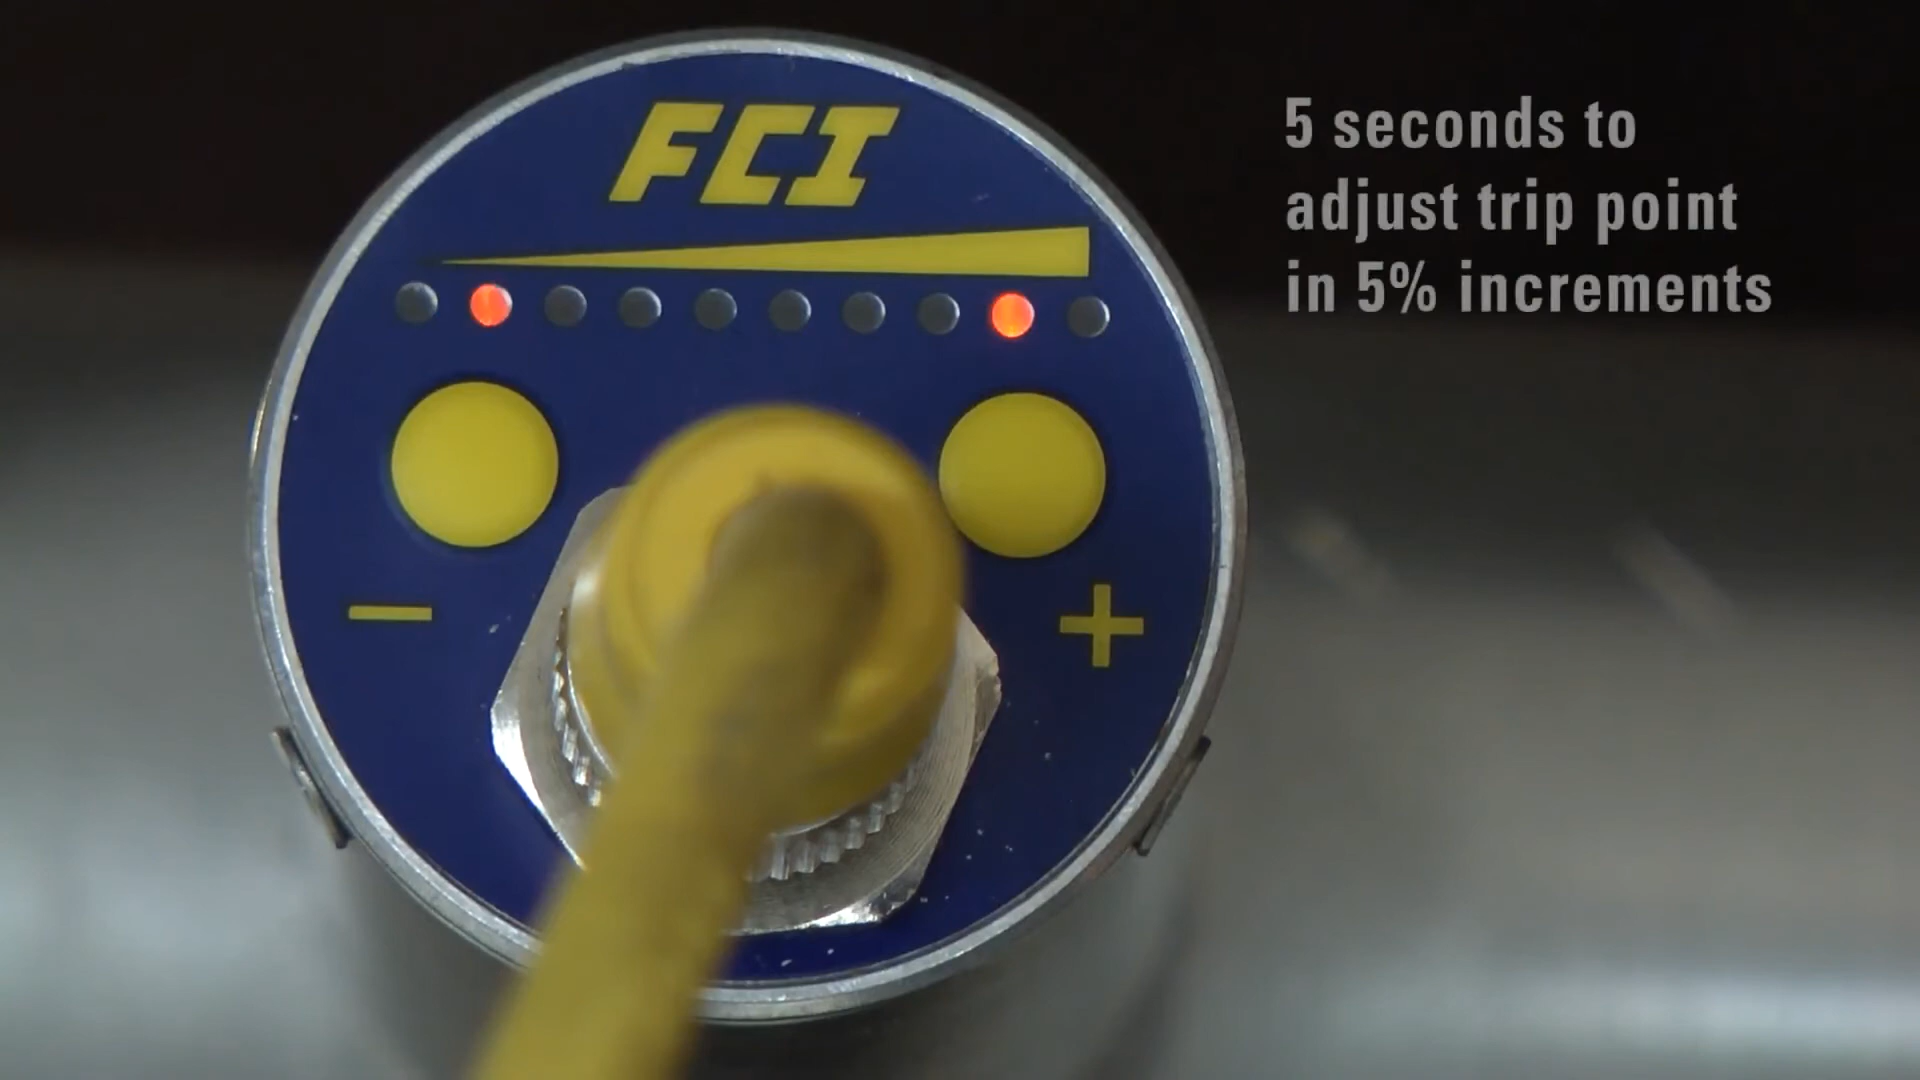 FCI
5 seconds to
adjust trip point
in 5% increments
− +